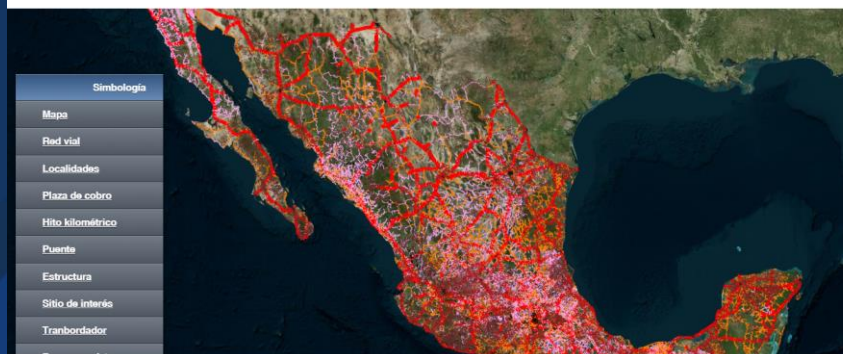 Simbología
Mapa
Red vial
Localidades
Plaza de cobro
Hito kilométrico
Puente
Estructura
Sitio de interés
Tranbordador